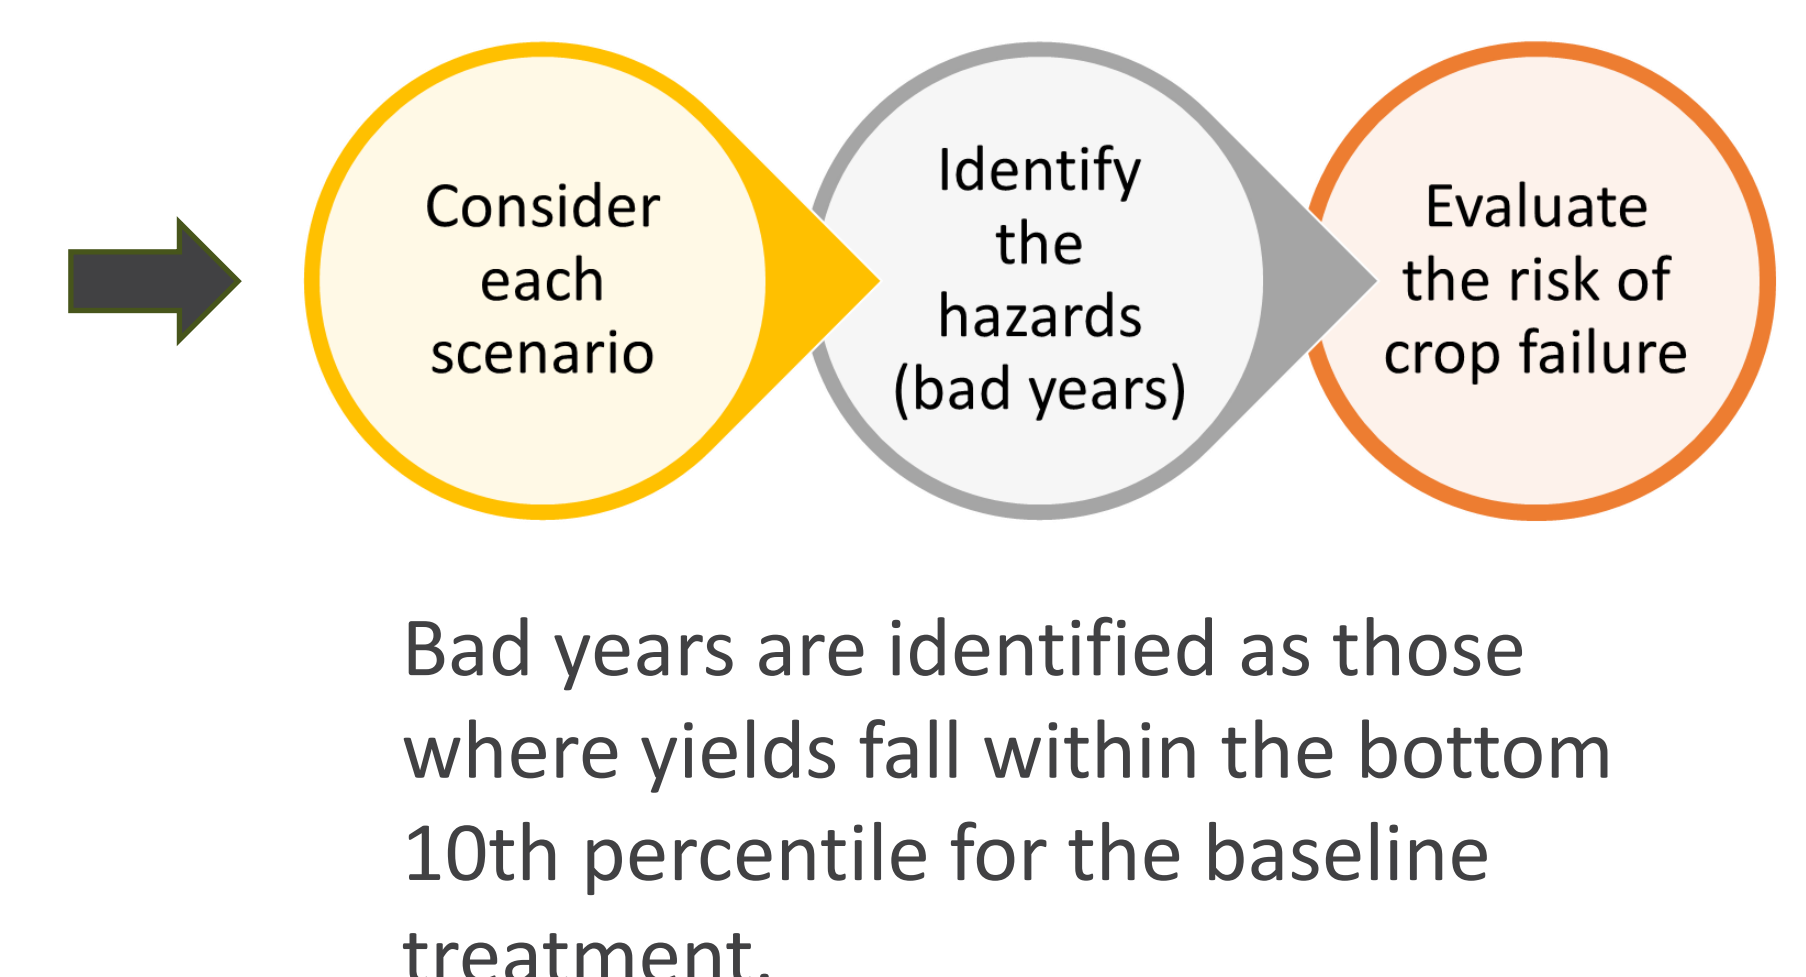 Consider
each
scenario
Identify
the
hazards
(bad years)
Evaluate
the risk of
crop failure
Bad years are identified as those
where yields fall within the bottom
10th percentile for the baseline
treatment.